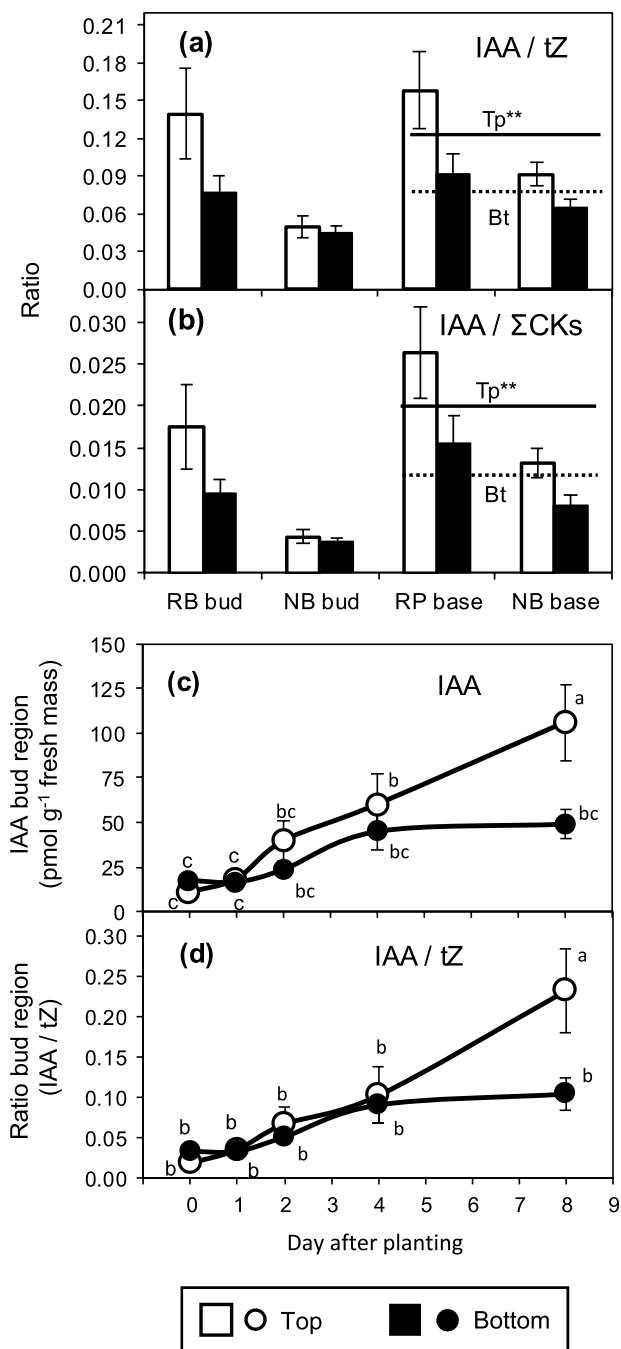 Ratio
(a) IAA / tZ
0.21
0.18
0.15
0.12
0.09
0.06
0.03
0.00
Tp**
Bt
(b) IAA / ΣCKs
0.030
0.025
0.020
0.015
0.010
0.005
0.000
Tp**
Bt
RB bud NB bud RP base NB base
IAA bud region
(pmol g⁻¹ fresh mass)
(c) IAA
150
125
100
75
50
25
0
a
b
bc
bc
bc
bc
c c
c c
Ratio bud region
(IAA / tZ)
(d) IAA / tZ
0.30
0.25
0.20
0.15
0.10
0.05
0.00
a
b
b
b
b
b b
b
b b
0 1 2 3 4 5 6 7 8 9
Day after planting
Top Bottom